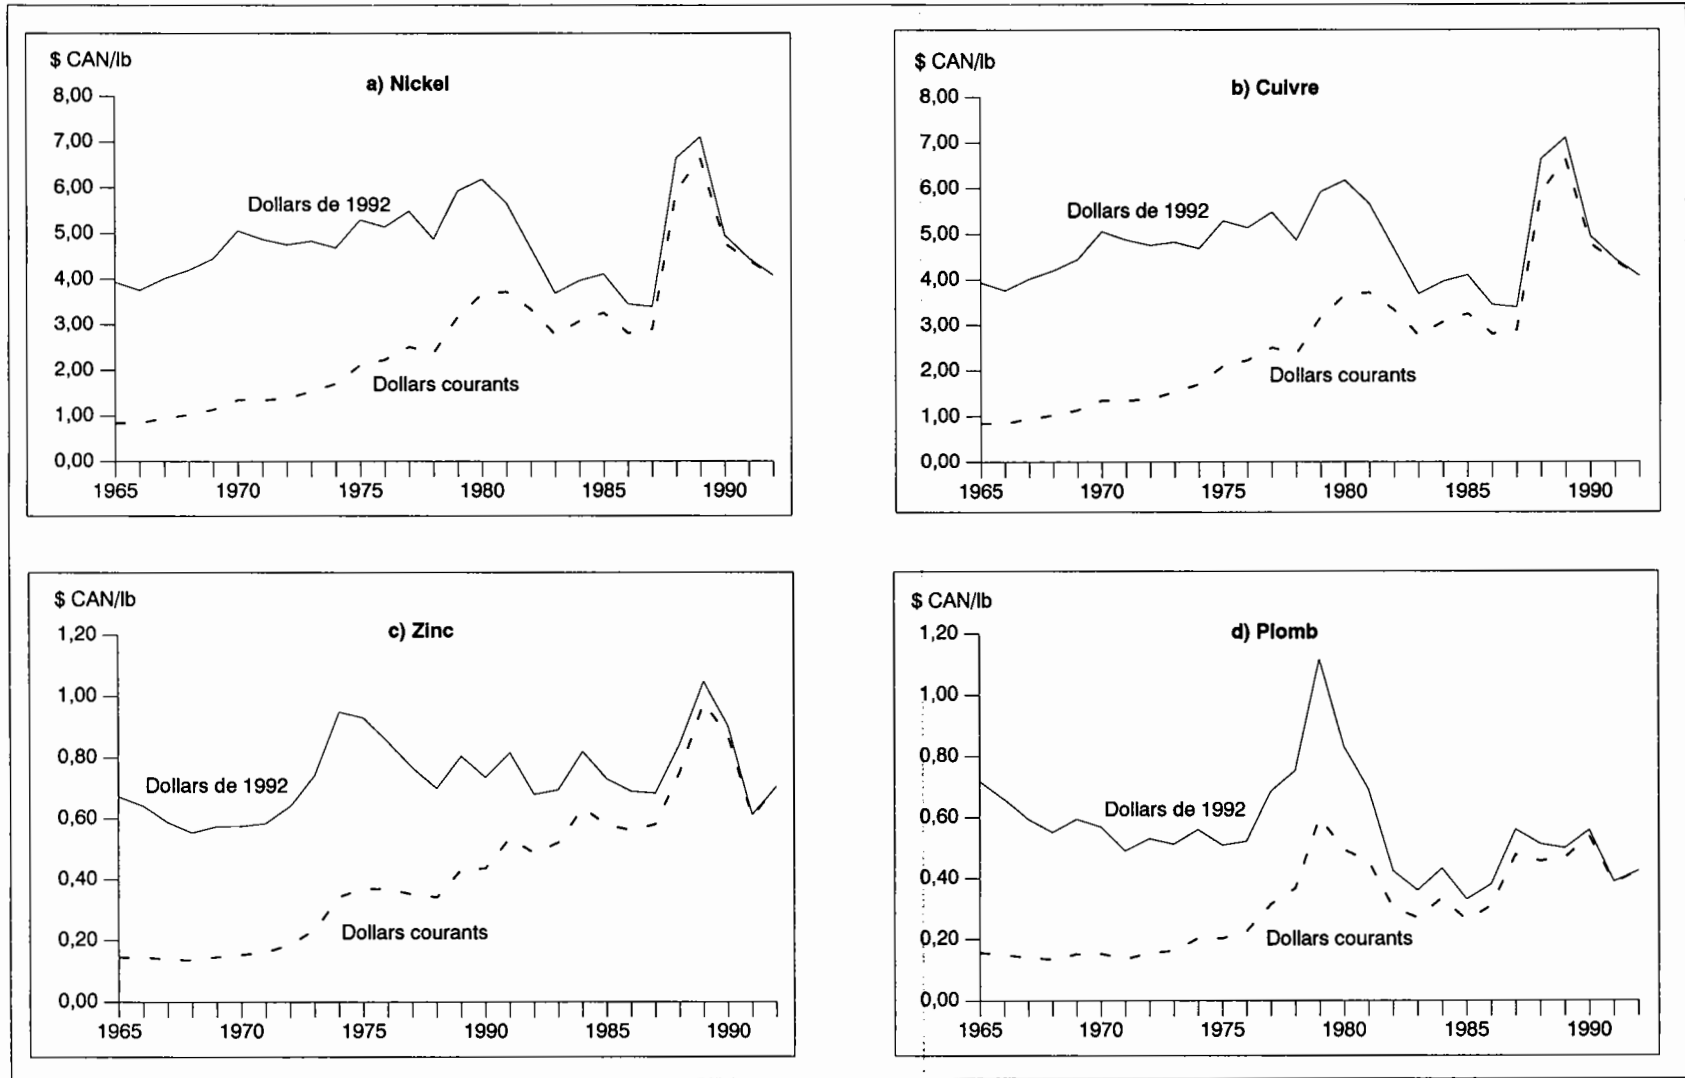 $ CAN/lb
a) Nickel
8,00
7,00
6,00
5,00
4,00
3,00
2,00
1,00
0,00
Dollars de 1992
Dollars courants
1965 1970 1975 1980 1985 1990
$ CAN/lb
b) Cuivre
8,00
7,00
6,00
5,00
4,00
3,00
2,00
1,00
0,00
Dollars de 1992
Dollars courants
1965 1970 1975 1980 1985 1990
$ CAN/lb
c) Zinc
1,20
1,00
0,80
0,60
0,40
0,20
0,00
Dollars de 1992
Dollars courants
1965 1970 1975 1990 1985 1990
$ CAN/lb
d) Plomb
1,20
1,00
0,80
0,60
0,40
0,20
0,00
Dollars de 1992
Dollars courants
1965 1970 1975 1980 1985 1990